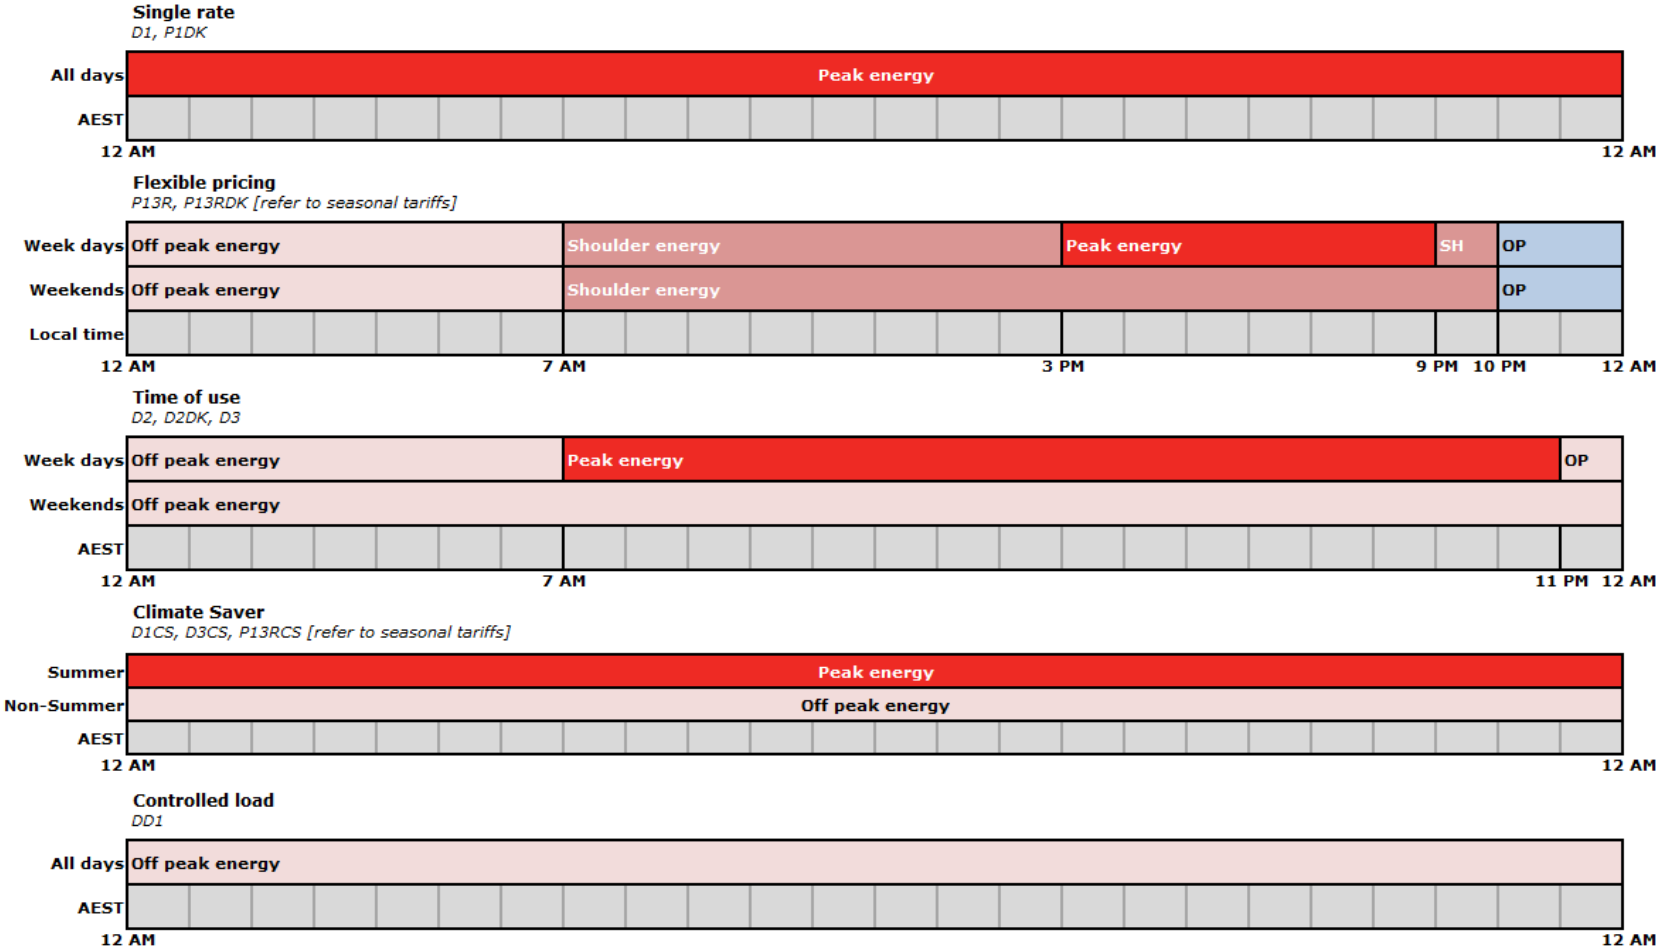 Single rate
D1, P1DK
All days Peak energy
AEST
12 AM 12 AM
Flexible pricing
P13R, P13RDK [refer to seasonal tariffs]
Week days Off peak energy Shoulder energy Peak energy SH OP
Weekends Off peak energy Shoulder energy OP
Local time
12 AM 7 AM 3 PM 9 PM 10 PM 12 AM
Time of use
D2, D2DK, D3
Week days Off peak energy Peak energy OP
Weekends Off peak energy
AEST
12 AM 7 AM 11 PM 12 AM
Climate Saver
D1CS, D3CS, P13RCS [refer to seasonal tariffs]
Summer Peak energy
Non-Summer Off peak energy
AEST
12 AM 12 AM
Controlled load
DD1
All days Off peak energy
AEST
12 AM 12 AM